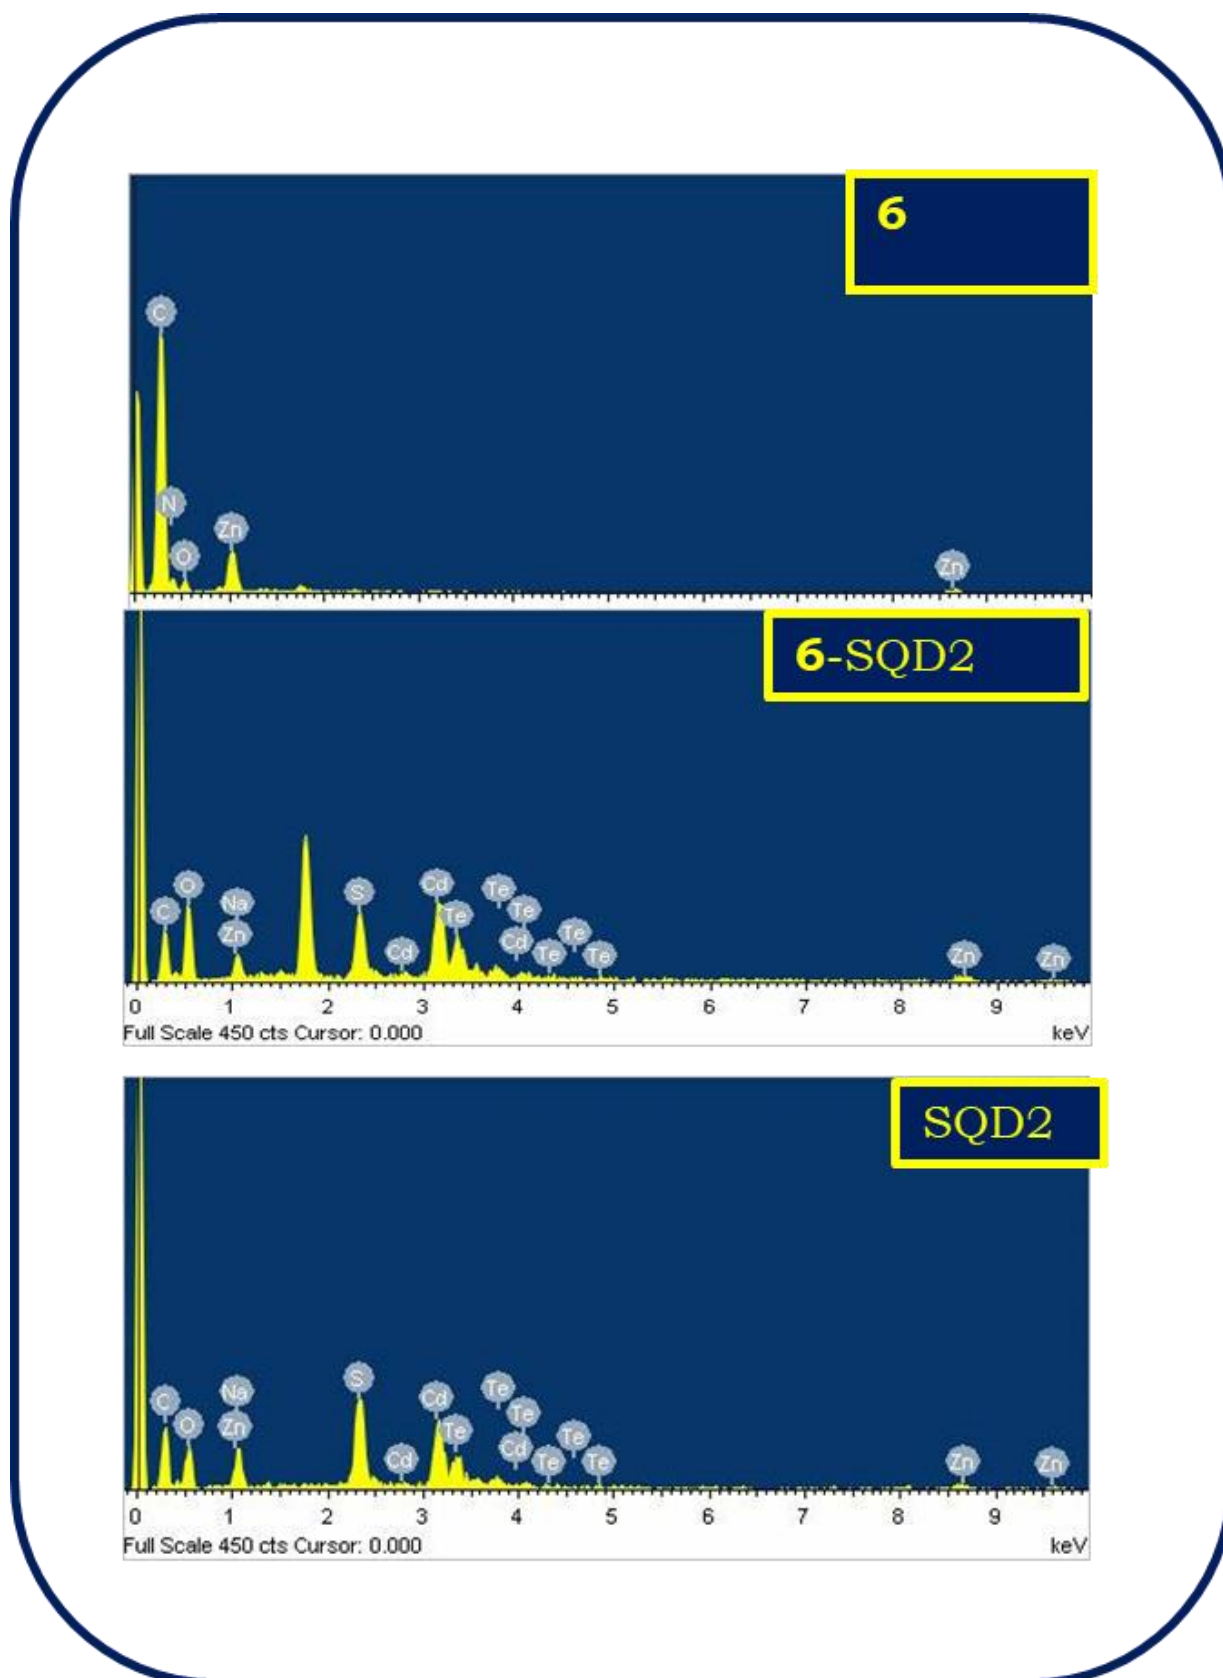 6
C
N
O
Zn
Zn
6-SQD2
C
O
Na
Zn
S
Cd
Cd
Te
Te
Te
Cd
Te
Te
Te
Zn
Zn
0 1 2 3 4 5 6 7 8 9
Full Scale 450 cts Cursor: 0.000 keV
SQD2
C
O
Na
Zn
S
Cd
Cd
Te
Te
Te
Cd
Te
Te
Te
Zn
Zn
0 1 2 3 4 5 6 7 8 9
Full Scale 450 cts Cursor: 0.000 keV